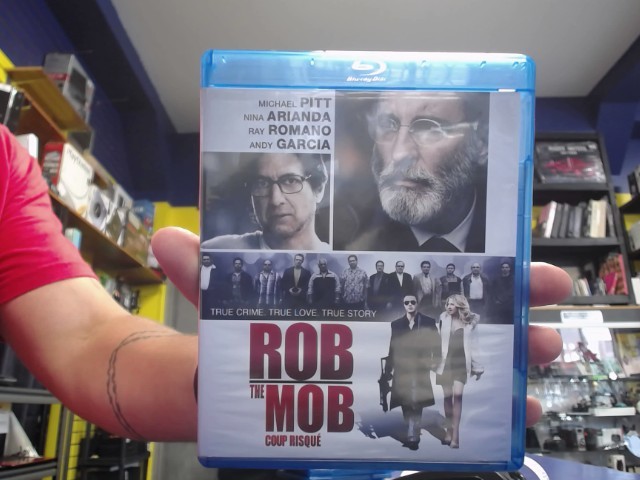 Blu-ray Disc
MICHAEL PITT
NINA ARIANDA
RAY ROMANO
ANDY GARCIA
TRUE CRIME. TRUE LOVE. TRUE STORY
ROB
THE
MOB
COUP RISQUÉ